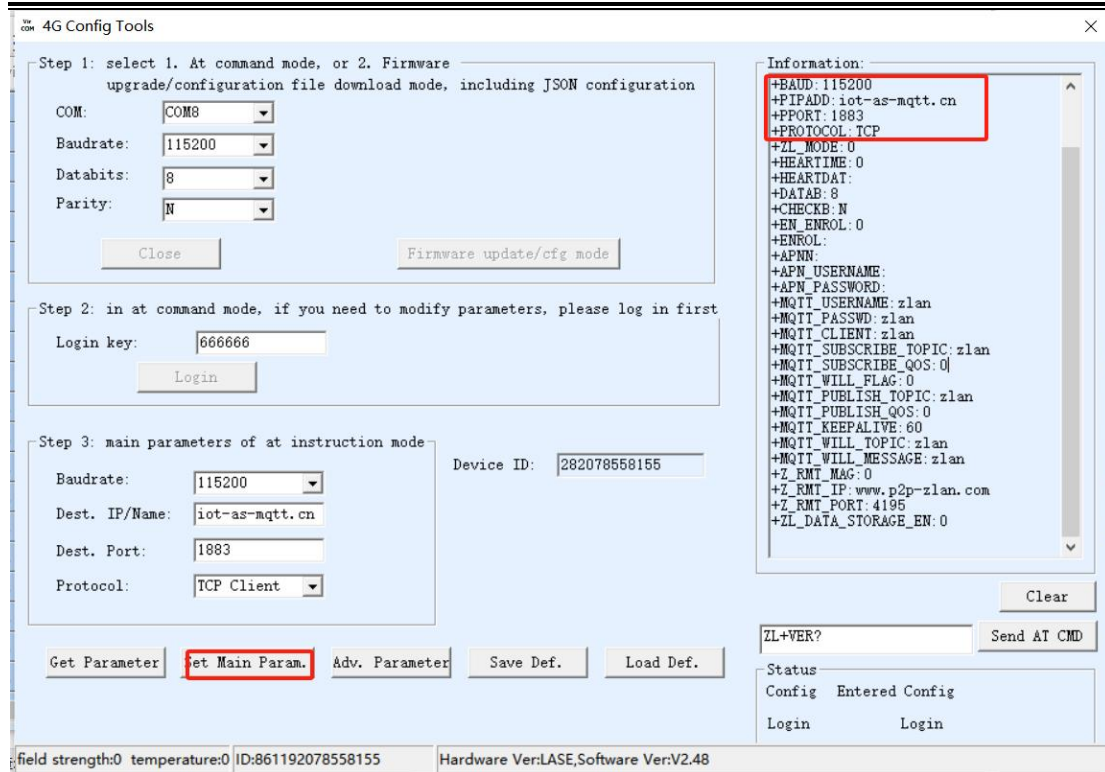 4G Config Tools
Step 1: select 1. At command mode, or 2. Firmware
upgrade/configuration file download mode, including JSON configuration
COM: COM8
Baudrate: 115200
Databits: 8
Parity: N
Close Firmware update/cfg mode
Step 2: in at command mode, if you need to modify parameters, please log in first
Login key: 666666
Login
Step 3: main parameters of at instruction mode
Baudrate: 115200
Dest. IP/Name: iot-as-mqtt.cn
Dest. Port: 1883
Protocol: TCP Client
Device ID: 282078558155
Get Parameter Set Main Param. Adv. Parameter Save Def. Load Def.
Information:
+BAUD:115200
+PIPADD:iot-as-mqtt.cn
+PPORT:1883
+PROTOCOL:TCP
+ZL_MODE:0
+HEARTIME:0
+HEARTDAT:
+DATAB:8
+CHECKB:N
+EN_ENROL:0
+ENROL:
+APNN:
+APN_USERNAME:
+APN_PASSWORD:
+MQTT_USERNAME:zlan
+MQTT_PASSWD:zlan
+MQTT_CLIENT:zlan
+MQTT_SUBSCRIBE_TOPIC:zlan
+MQTT_SUBSCRIBE_QOS:0
+MQTT_WILL_FLAG:0
+MQTT_PUBLISH_TOPIC:zlan
+MQTT_PUBLISH_QOS:0
+MQTT_KEEPALIVE:60
+MQTT_WILL_TOPIC:zlan
+MQTT_WILL_MESSAGE:zlan
+Z_RMT_MAG:0
+Z_RMT_IP:www.p2p-zlan.com
+Z_RMT_PORT:4195
+ZL_DATA_STORAGE_EN:0
Clear
ZL+VER? Send AT CMD
Status
Config Entered Config
Login Login
field strength:0 temperature:0 ID:861192078558155 Hardware Ver:LASE,Software Ver:V2.48